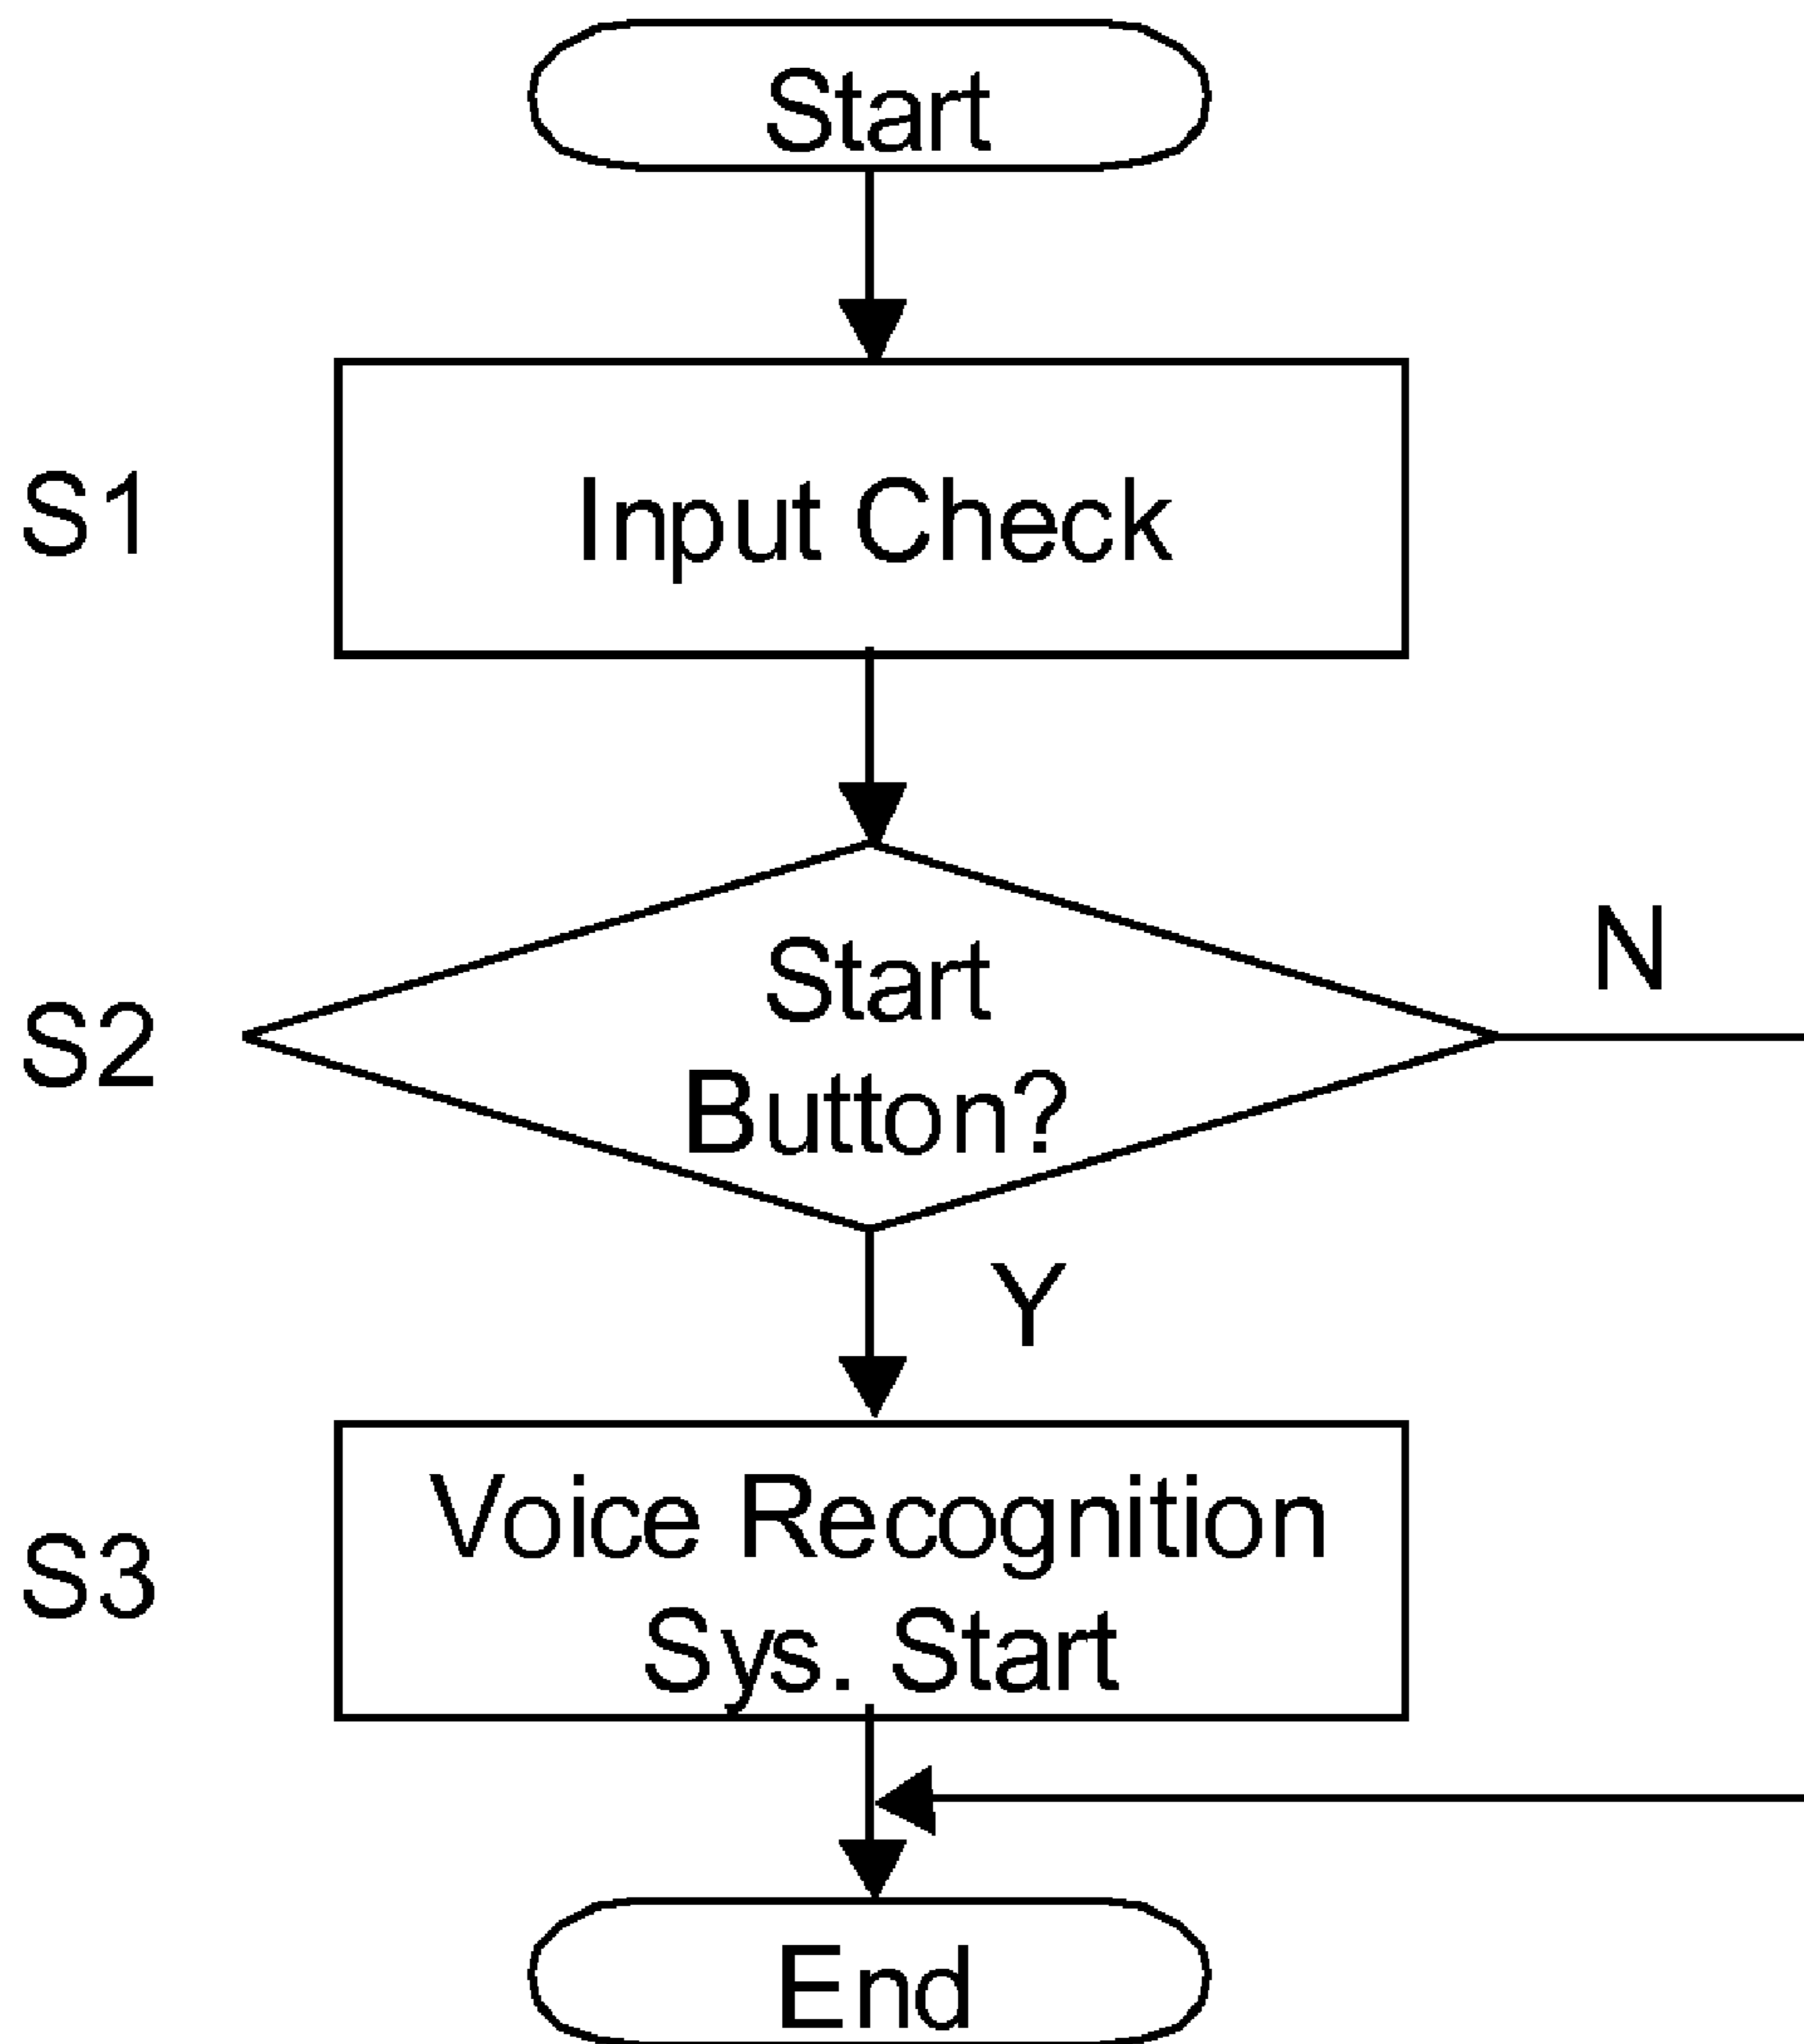 Start
S1
Input Check
S2
Start
Button?
N
Y
S3
Voice Recognition
Sys. Start
End